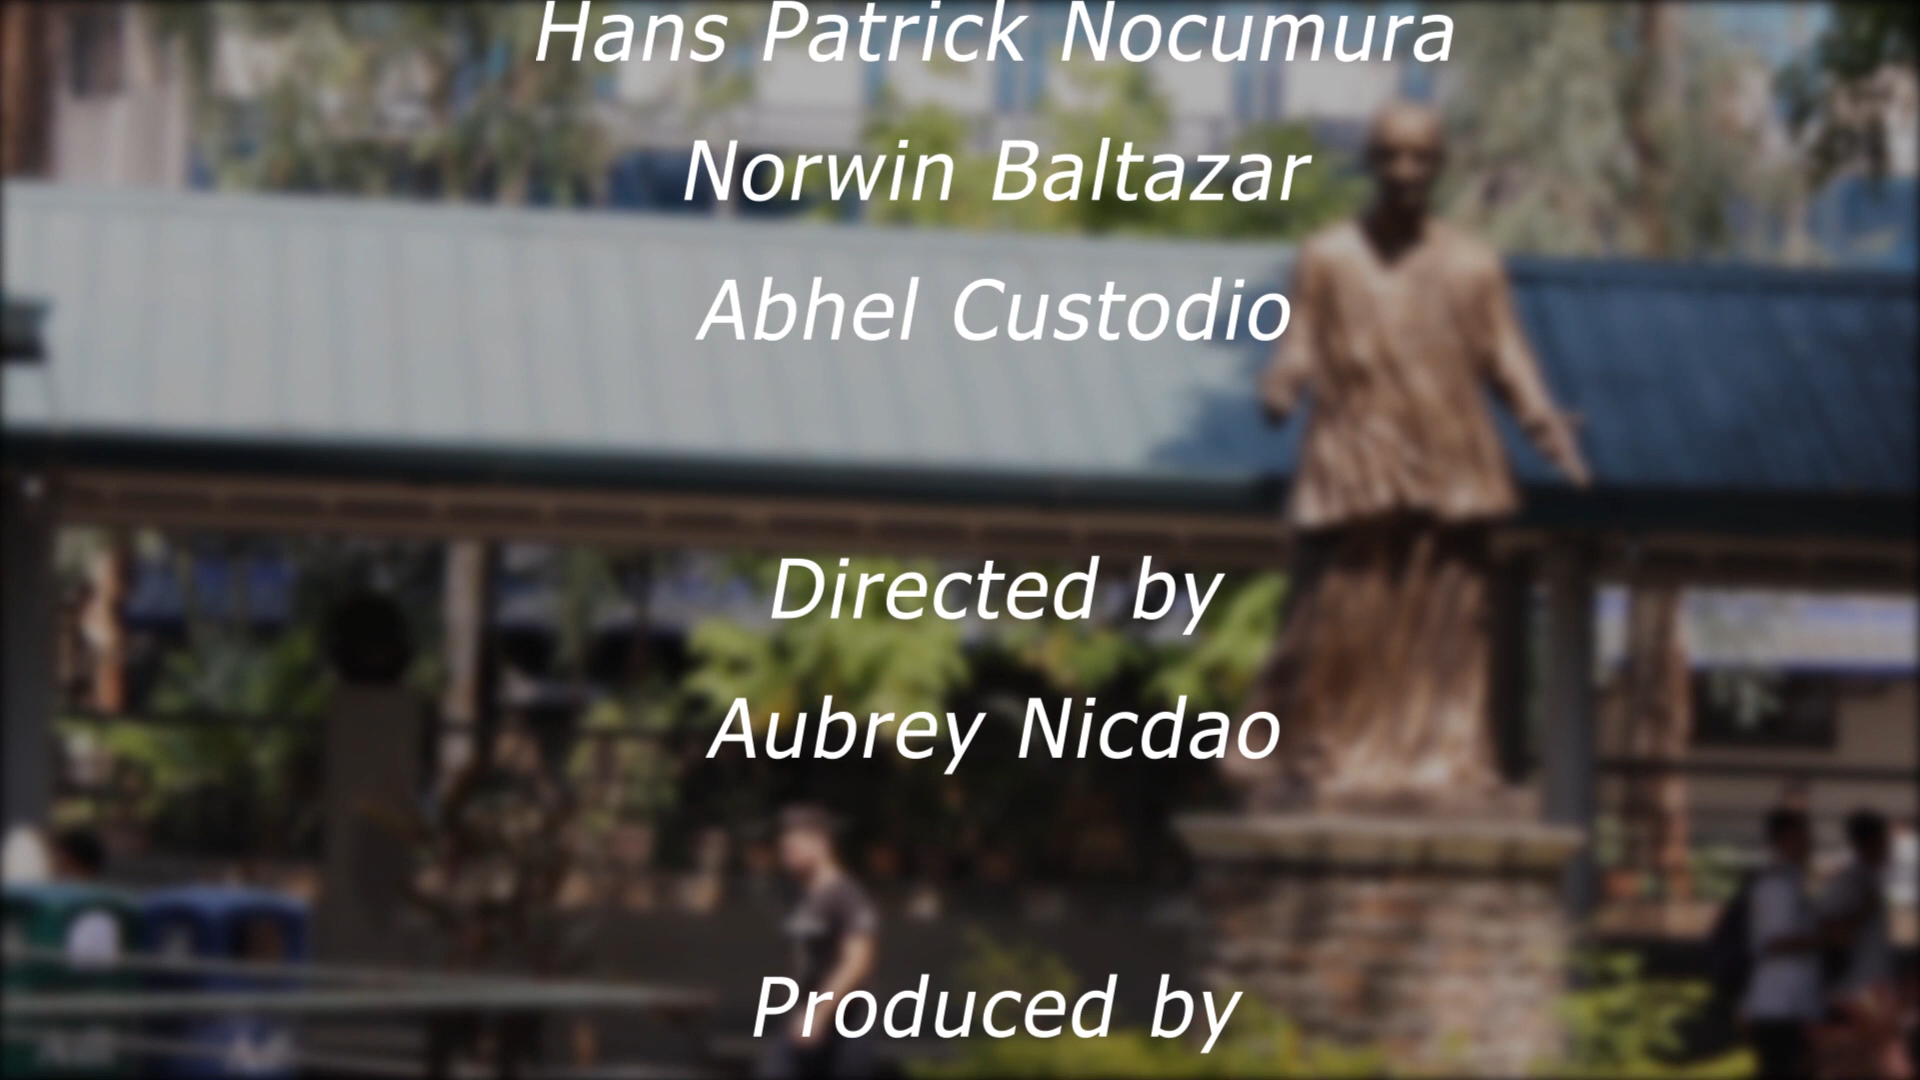 Hans Patrick Nocumura
Norwin Baltazar
Abhel Custodio
Directed by
Aubrey Nicdao
Produced by